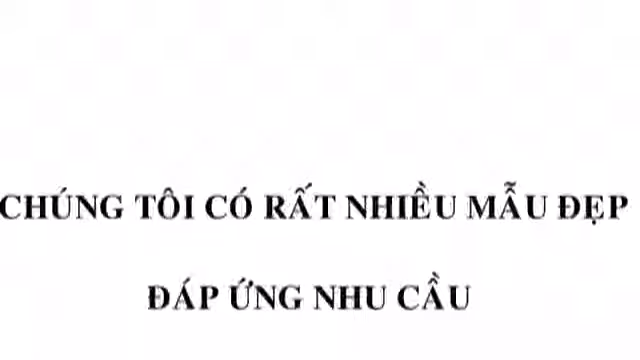 CHÚNG TÔI CÓ RẤT NHIỀU MẪU ĐẸP
ĐÁP ỨNG NHU CẦU